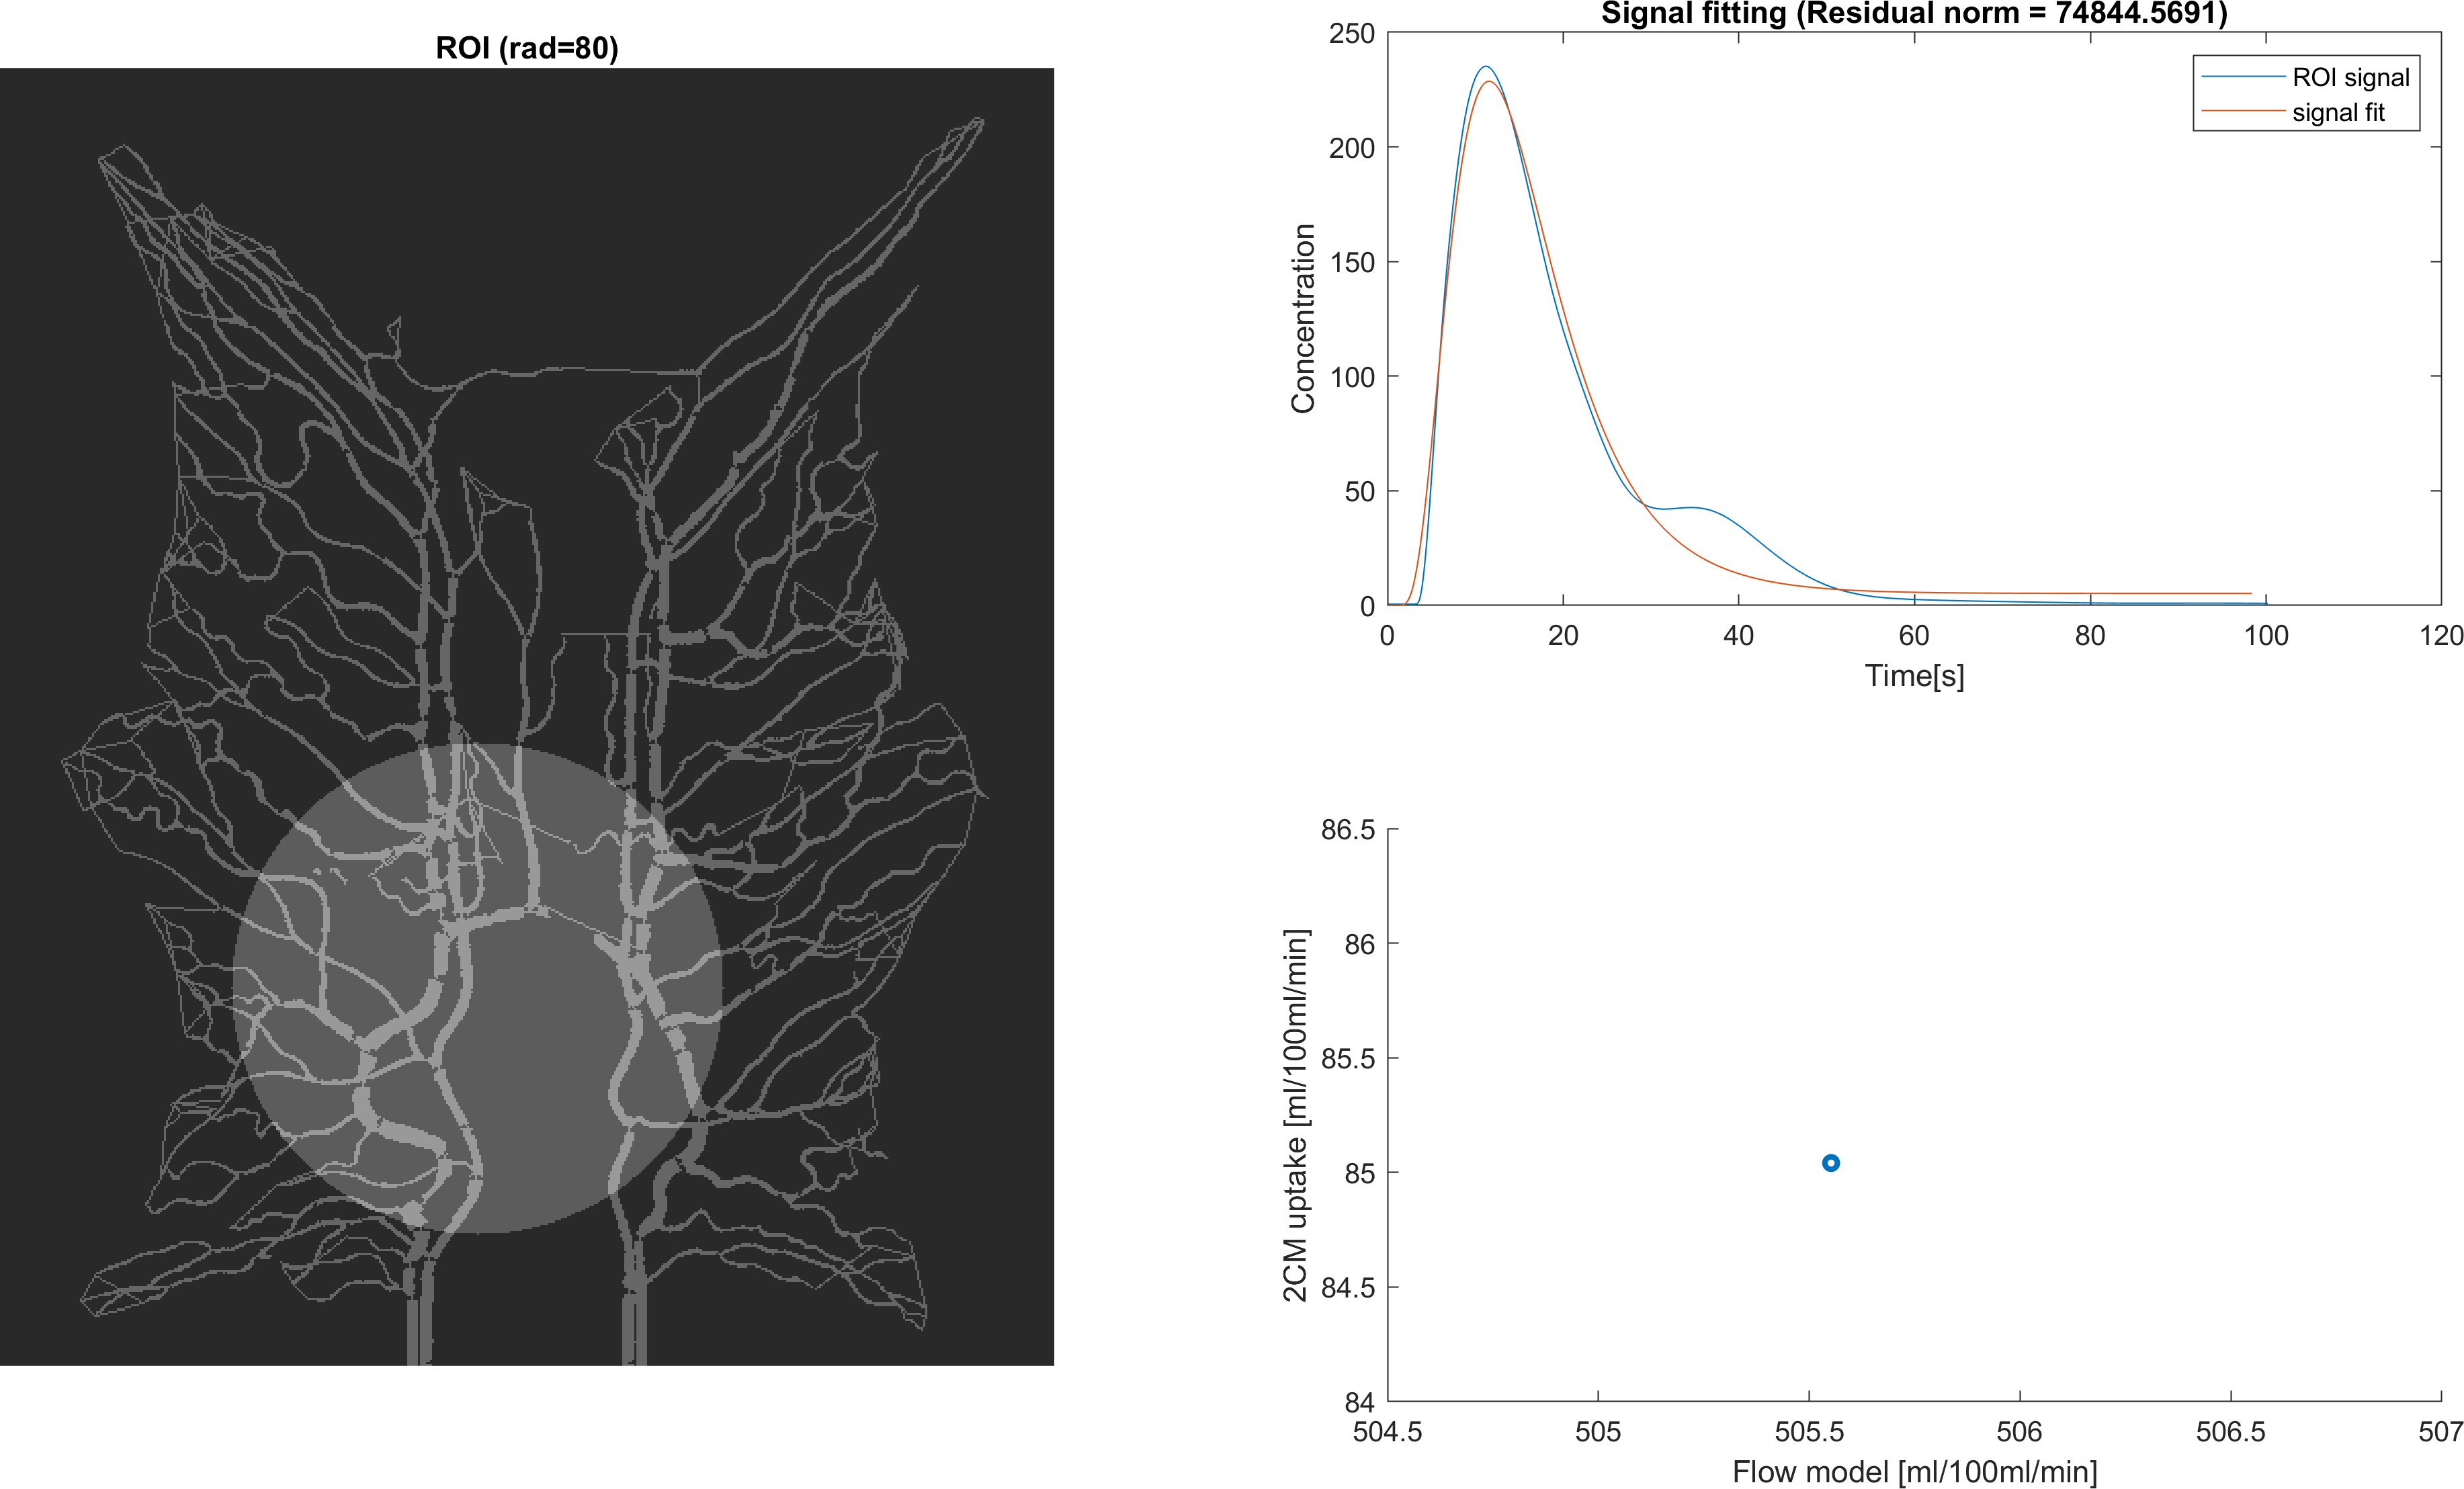 ROI (rad=80)
Signal fitting (Residual norm = 74844.5691)
250
200
150
100
50
0
Concentration
0 20 40 60 80 100 120
Time[s]
ROI signal
signal fit
86.5
86
85.5
85
84.5
84
2CM uptake [ml/100ml/min]
504.5 505 505.5 506 506.5 507
Flow model [ml/100ml/min]